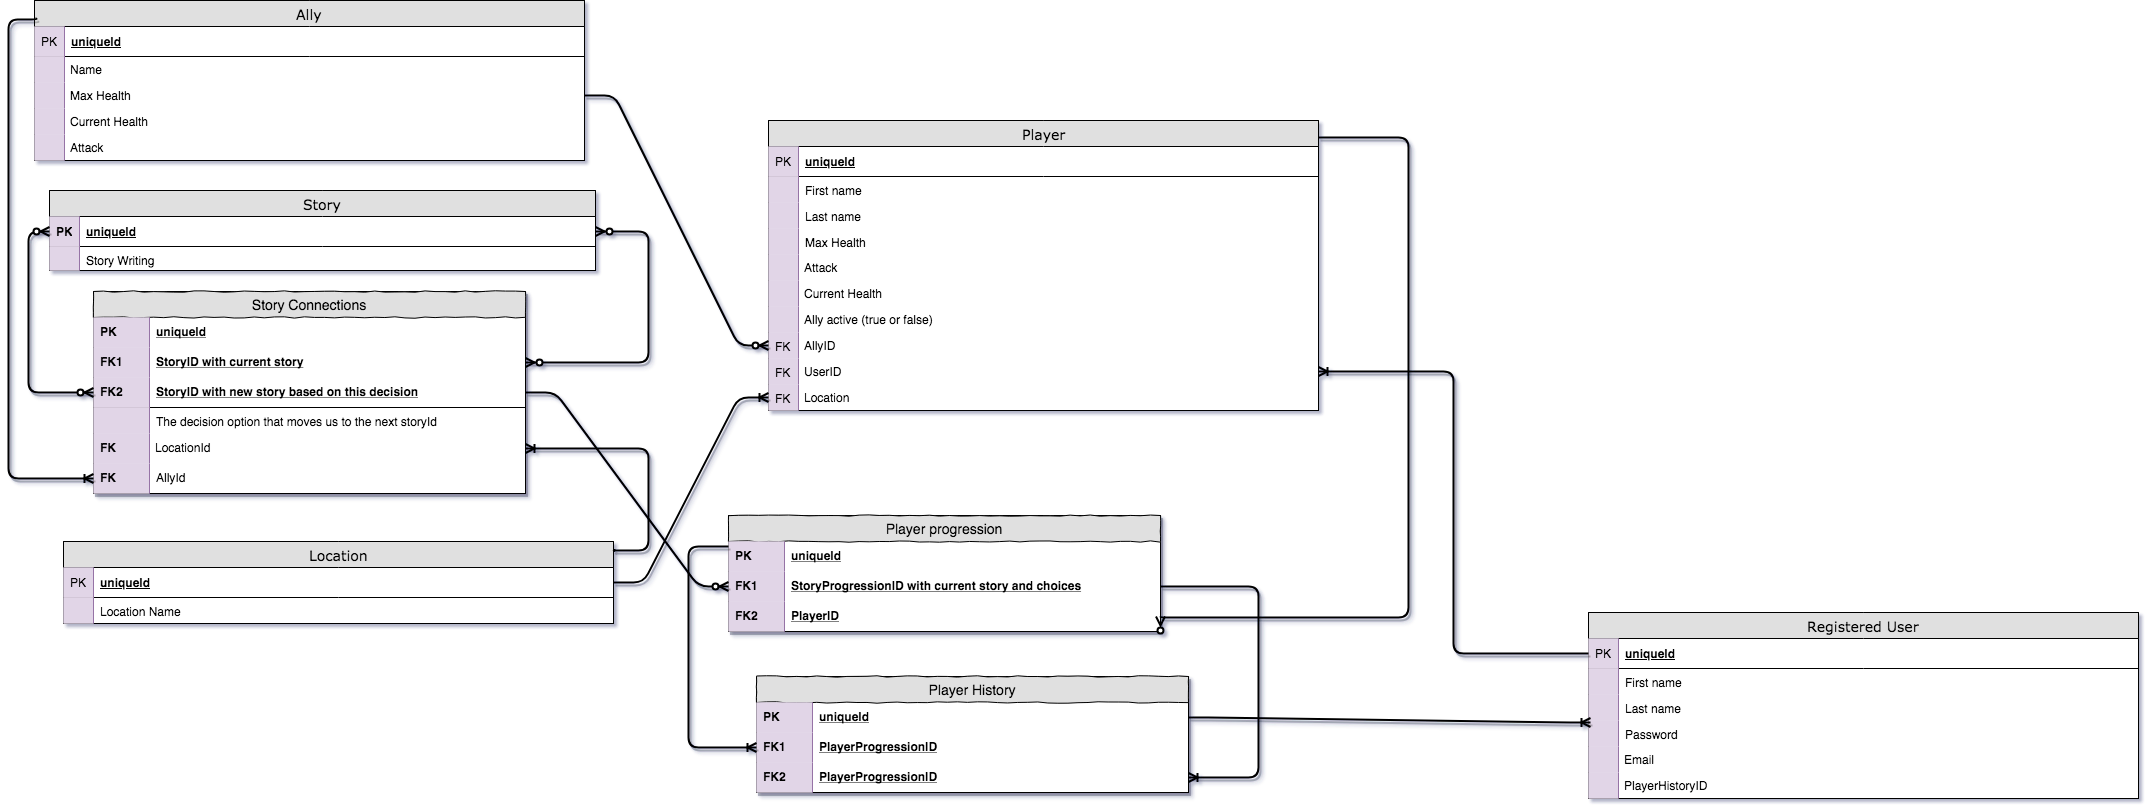 Ally
PK uniqueId
Name
Max Health
Current Health
Attack
Story
PK uniqueId
Story Writing
Story Connections
PK uniqueId
FK1 StoryID with current story
FK2 StoryID with new story based on this decision
The decision option that moves us to the next storyId
FK LocationId
FK AllyId
Location
PK uniqueId
Location Name
Player
PK uniqueId
First name
Last name
Max Health
Attack
Current Health
Ally active (true or false)
FK AllyID
FK UserID
FK Location
Player progression
PK uniqueId
FK1 StoryProgressionID with current story and choices
FK2 PlayerID
Player History
PK uniqueId
FK1 PlayerProgressionID
FK2 PlayerProgressionID
Registered User
PK uniqueId
First name
Last name
Password
Email
PlayerHistoryID